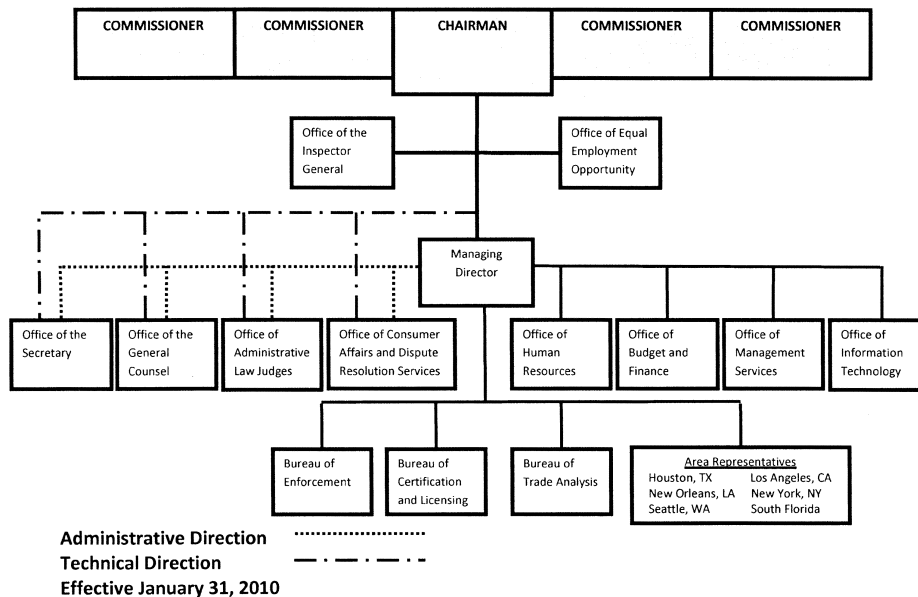 COMMISSIONER
COMMISSIONER
CHAIRMAN
COMMISSIONER
COMMISSIONER
Office of the
Inspector
General
Office of Equal
Employment
Opportunity
Managing
Director
Office of the
Secretary
Office of the
General
Counsel
Office of
Administrative
Law Judges
Office of Consumer
Affairs and Dispute
Resolution Services
Office of
Human
Resources
Office of
Budget and
Finance
Office of
Management
Services
Office of
Information
Technology
Bureau of
Enforcement
Bureau of
Certification
and Licensing
Bureau of
Trade Analysis
Area Representatives
Houston, TX Los Angeles, CA
New Orleans, LA New York, NY
Seattle, WA South Florida
Administrative Direction
Technical Direction
Effective January 31, 2010